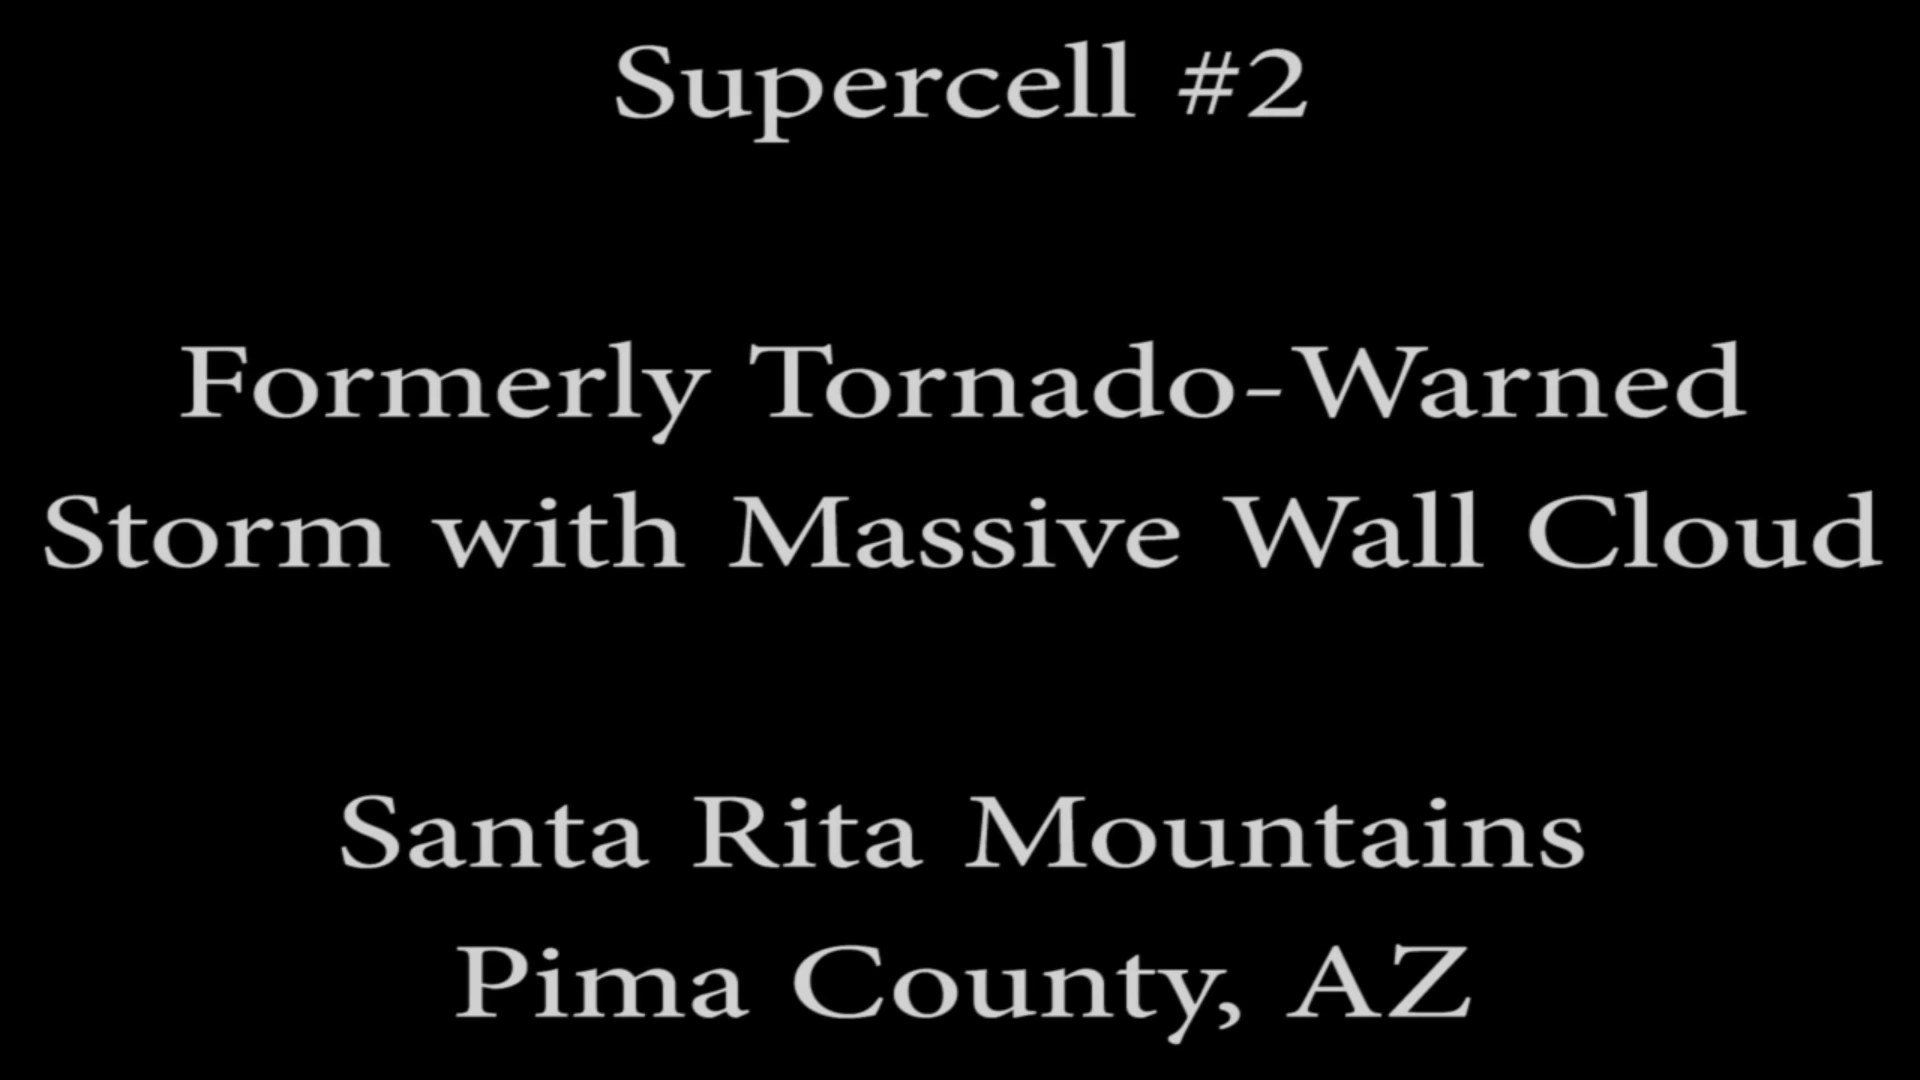 Supercell #2
Formerly Tornado-Warned
Storm with Massive Wall Cloud
Santa Rita Mountains
Pima County, AZ